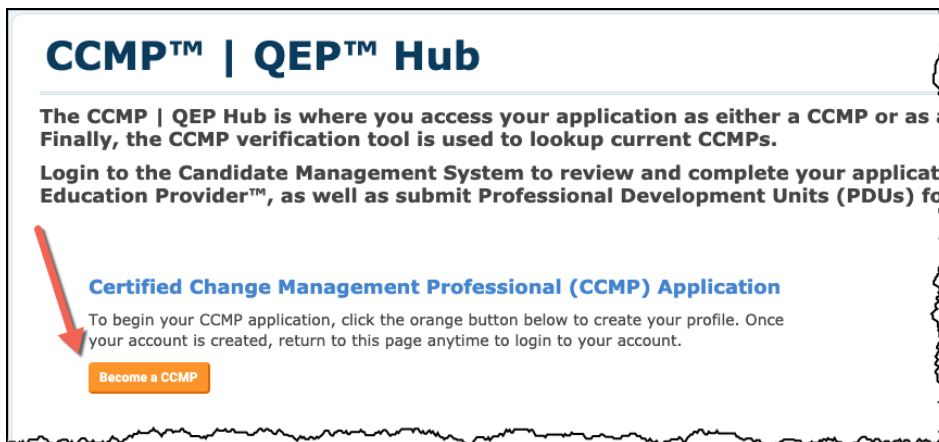 CCMP™ | QEP™ Hub
The CCMP | QEP Hub is where you access your application as either a CCMP or as
Finally, the CCMP verification tool is used to lookup current CCMPs.
Login to the Candidate Management System to review and complete your
Education Provider™, as well as submit Professional Development Units (PDUs)
Certified Change Management Professional (CCMP) Application
To begin your CCMP application, click the orange button below to create your profile. Once
your account is created, return to this page anytime to login to your account.
Become a CCMP